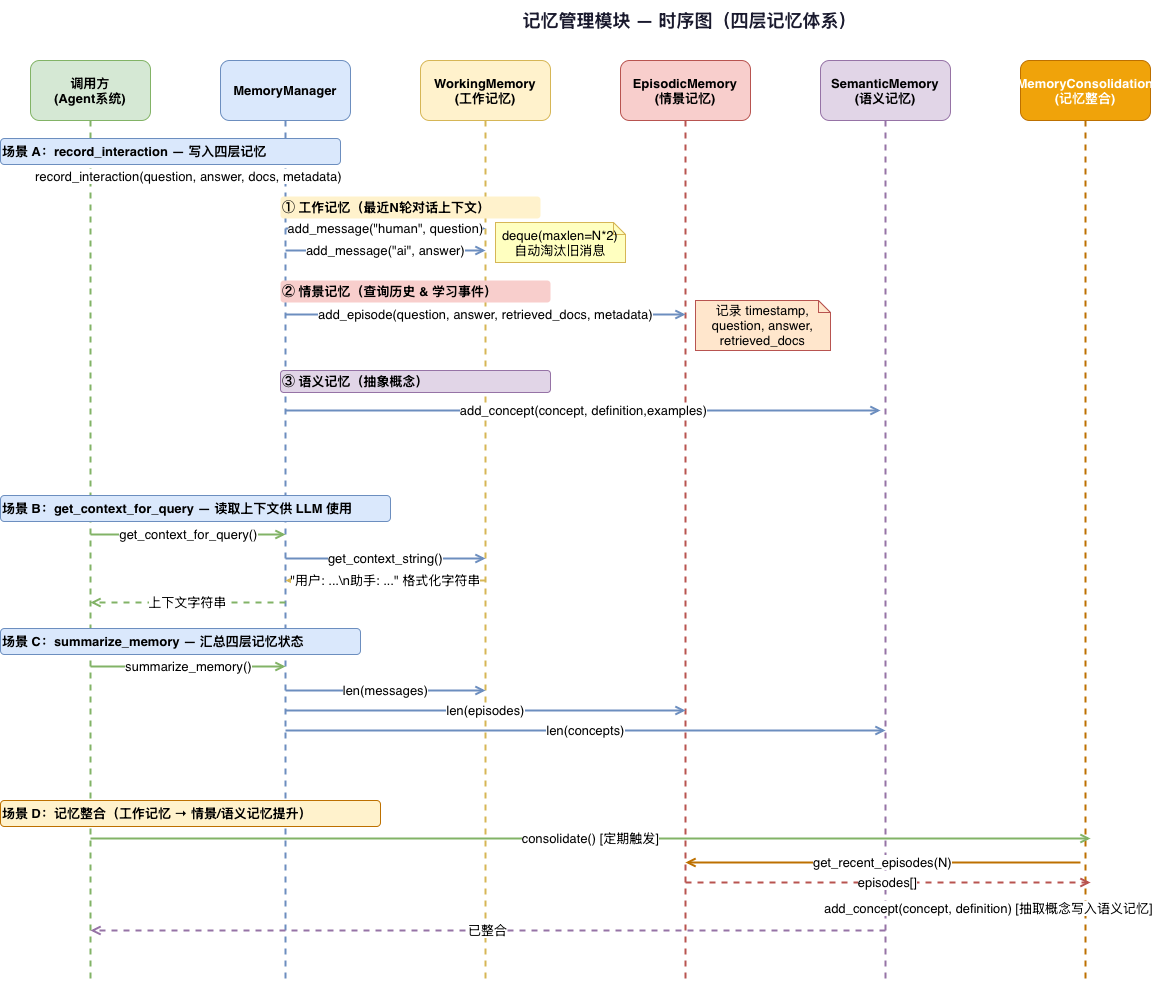 记忆管理模块 — 时序图（四层记忆体系）
调用方
(Agent系统)
MemoryManager
WorkingMemory
(工作记忆)
EpisodicMemory
(情景记忆)
SemanticMemory
(语义记忆)
MemoryConsolidation
(记忆整合)
场景 A：record_interaction — 写入四层记忆
record_interaction(question, answer, docs, metadata)
① 工作记忆（最近N轮对话上下文）
add_message("human", question)
deque(maxlen=N*2)
自动淘汰旧消息
add_message("ai", answer)
② 情景记忆（查询历史 & 学习事件）
add_episode(question, answer, retrieved_docs, metadata)
记录 timestamp,
question, answer,
retrieved_docs
③ 语义记忆（抽象概念）
add_concept(concept, definition,examples)
场景 B：get_context_for_query — 读取上下文供 LLM 使用
get_context_for_query()
get_context_string()
"用户: ...\n助手: ..." 格式化字符串
上下文字符串
场景 C：summarize_memory — 汇总四层记忆状态
summarize_memory()
len(messages)
len(episodes)
len(concepts)
场景 D：记忆整合（工作记忆 → 情景/语义记忆提升）
consolidate() [定期触发]
get_recent_episodes(N)
episodes[]
add_concept(concept, definition) [抽取概念写入语义记忆]
已整合